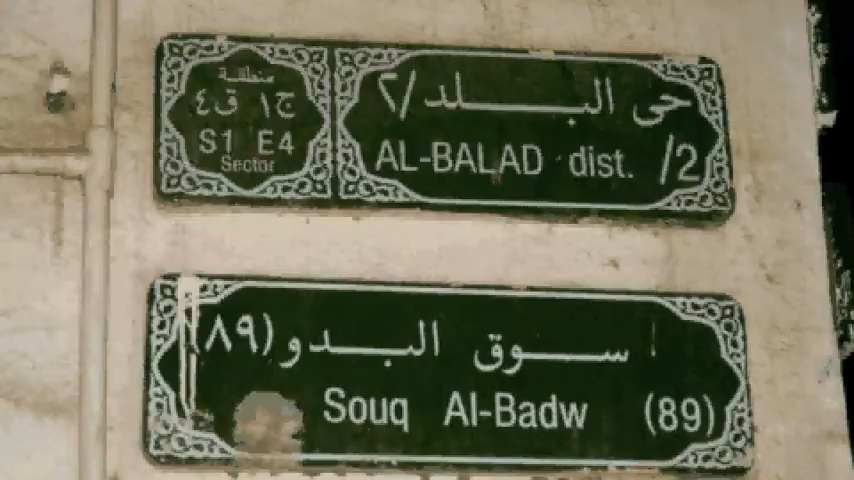 منطقة
ج١ ق٤
S1 E4
Sector
حى البلد/٢
AL-BALAD dist. /2
سوق البدو (٨٩)
Souq Al-Badw (89)